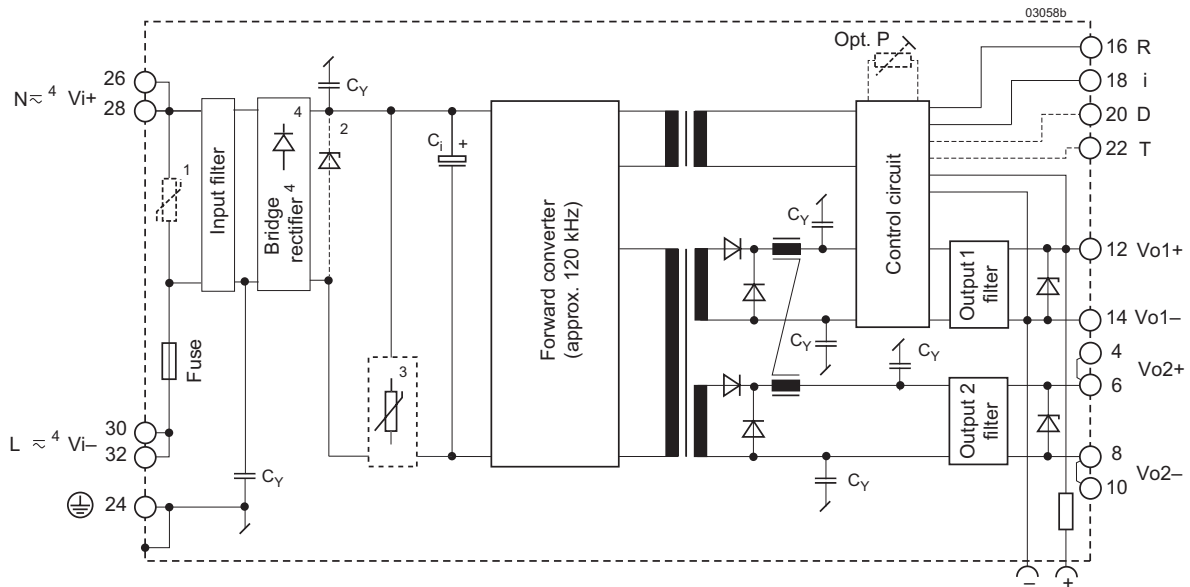 03058b
Opt. P
16 R
18 i
20 D
22 T
26
N≂ 4 Vi+
28
CY
1
Input filter
Bridge
rectifier 4
4
2
Ci +
Forward converter
(approx. 120 kHz)
Control circuit
CY
12 Vo1+
Output 1
filter
14 Vo1–
CY
CY
4
Vo2+
6
Fuse
3
Output 2
filter
30
L ≂ 4 Vi–
32
8
Vo2–
10
CY
CY
24
– +